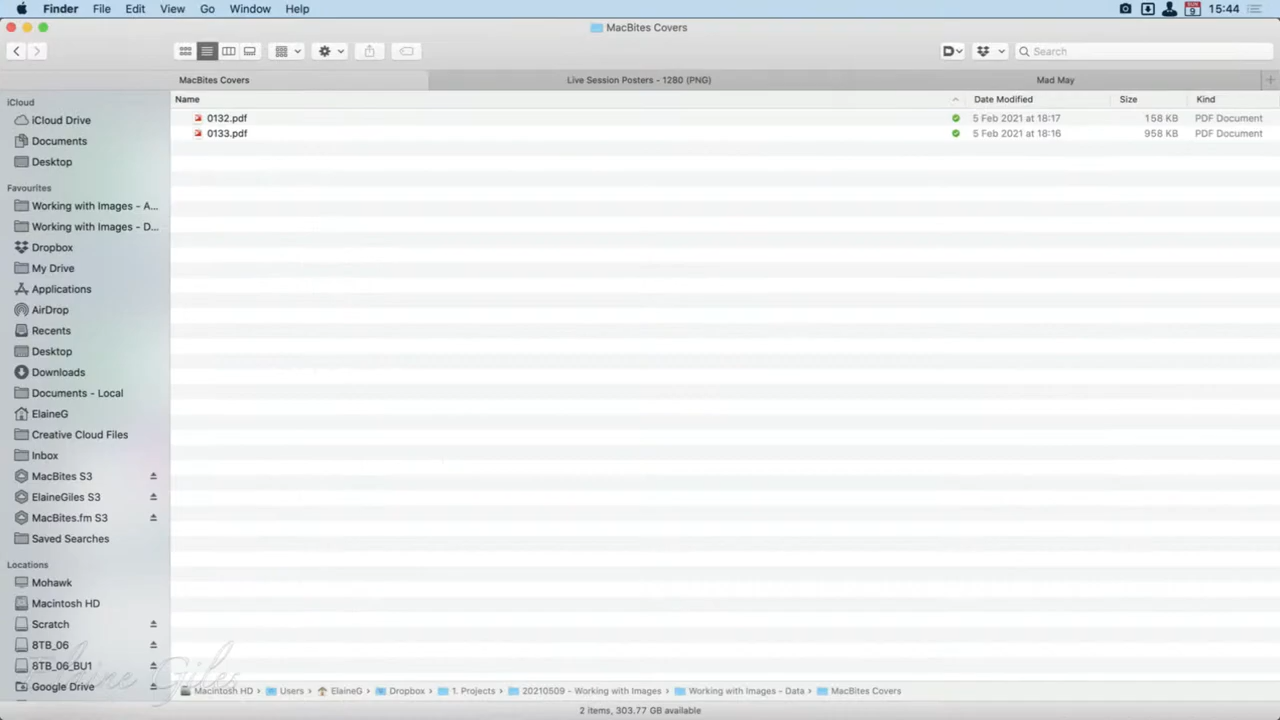 Finder File Edit View Go Window Help 9 15:44
MacBites Covers
Search
MacBites Covers Live Session Posters - 1280 (PNG) Mad May
Name Date Modified Size Kind
0132.pdf 5 Feb 2021 at 18:17 158 KB PDF Document
0133.pdf 5 Feb 2021 at 18:16 958 KB PDF Document
iCloud
iCloud Drive
Documents
Desktop
Favourites
Working with Images - A...
Working with Images - D...
Dropbox
My Drive
Applications
AirDrop
Recents
Desktop
Downloads
Documents - Local
ElaineG
Creative Cloud Files
Inbox
MacBites S3
ElaineGiles S3
MacBites.fm S3
Saved Searches
Locations
Mohawk
Macintosh HD
Scratch
8TB_06
8TB_06_BU1
Google Drive
Elaine Giles
Macintosh HD › Users › ElaineG › Dropbox › 1. Projects › 20210509 - Working with Images › Working with Images - Data › MacBites Covers
2 items, 303.77 GB available